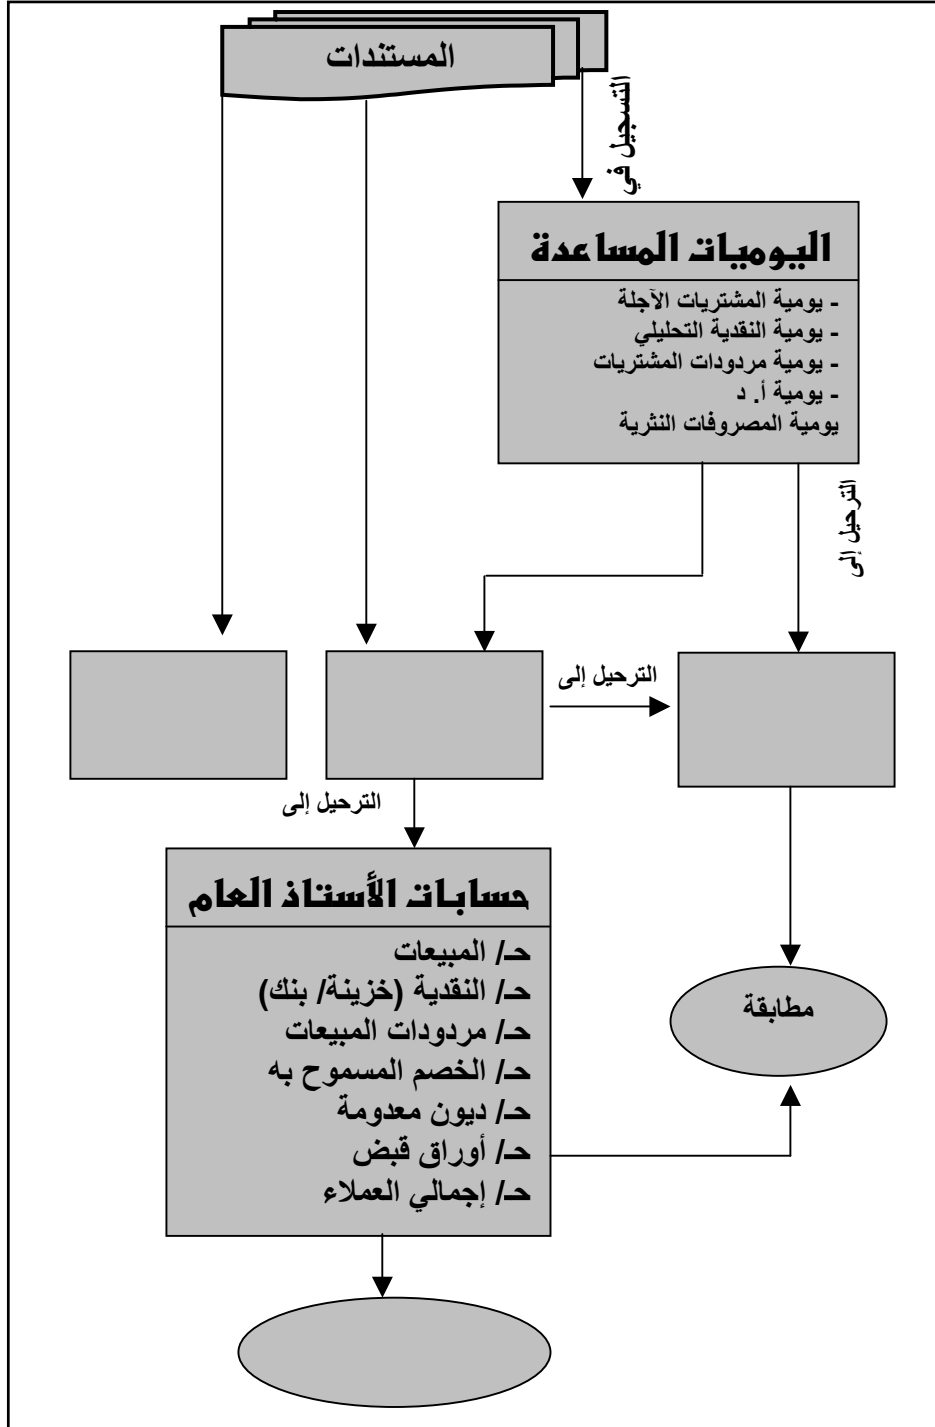 المستندات
التسجيل في
اليوميات المساعدة
- يومية المشتريات الآجلة
- يومية النقدية التحليلي
- يومية مردودات المشتريات
- يومية أ. د
يومية المصروفات النثرية
الترحيل إلى
الترحيل إلى
الترحيل إلى
حسابات الأستاذ العام
حـ/ المبيعات
حـ/ النقدية (خزينة/ بنك)
حـ/ مردودات المبيعات
حـ/ الخصم المسموح به
حـ/ ديون معدومة
حـ/ أوراق قبض
حـ/ إجمالي العملاء
مطابقة